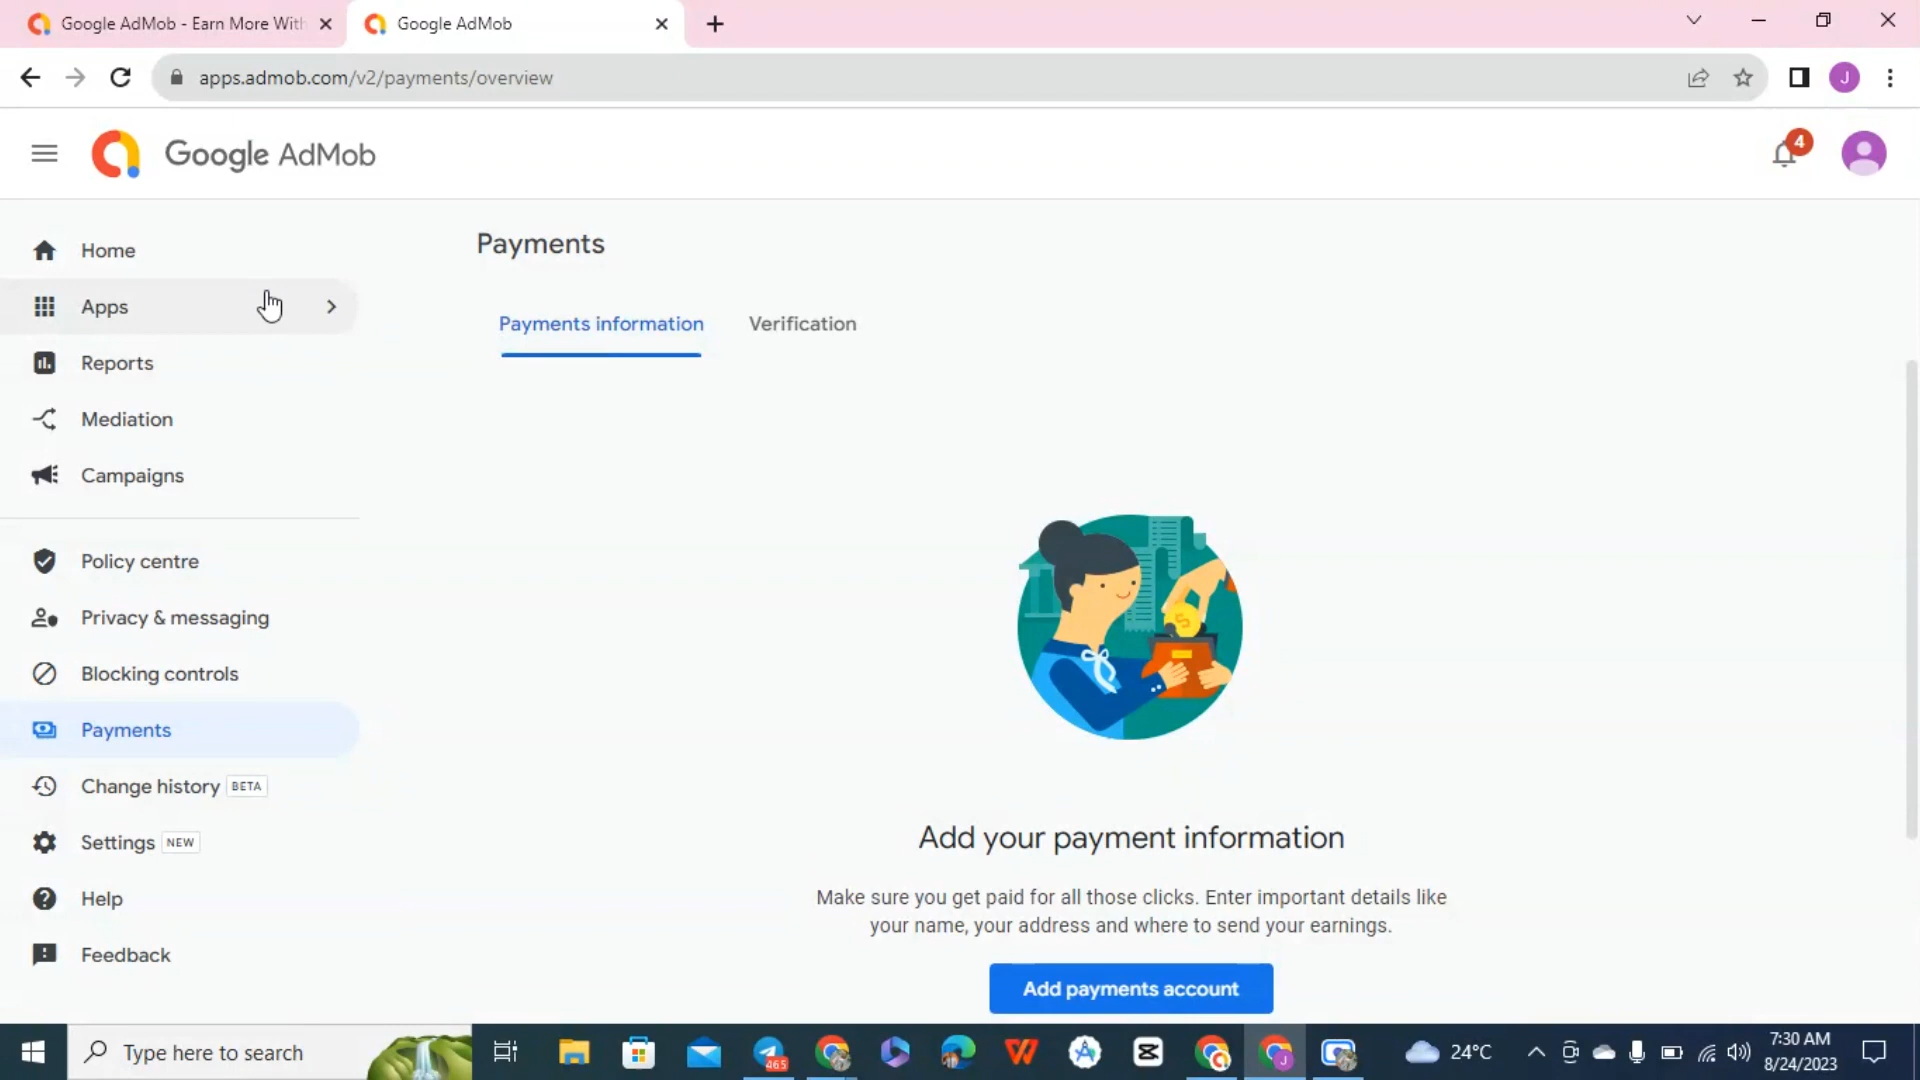 Google AdMob - Earn More With
Google AdMob
apps.admob.com/v2/payments/overview
J
Google AdMob
4
Home
Apps
Reports
Mediation
Campaigns
Policy centre
Privacy & messaging
Blocking controls
Payments
Change history BETA
Settings NEW
Help
Feedback
Payments
Payments information
Verification
Add your payment information
Make sure you get paid for all those clicks. Enter important details like
your name, your address and where to send your earnings.
Add payments account
Type here to search
465
J
24°C
7:30 AM
8/24/2023